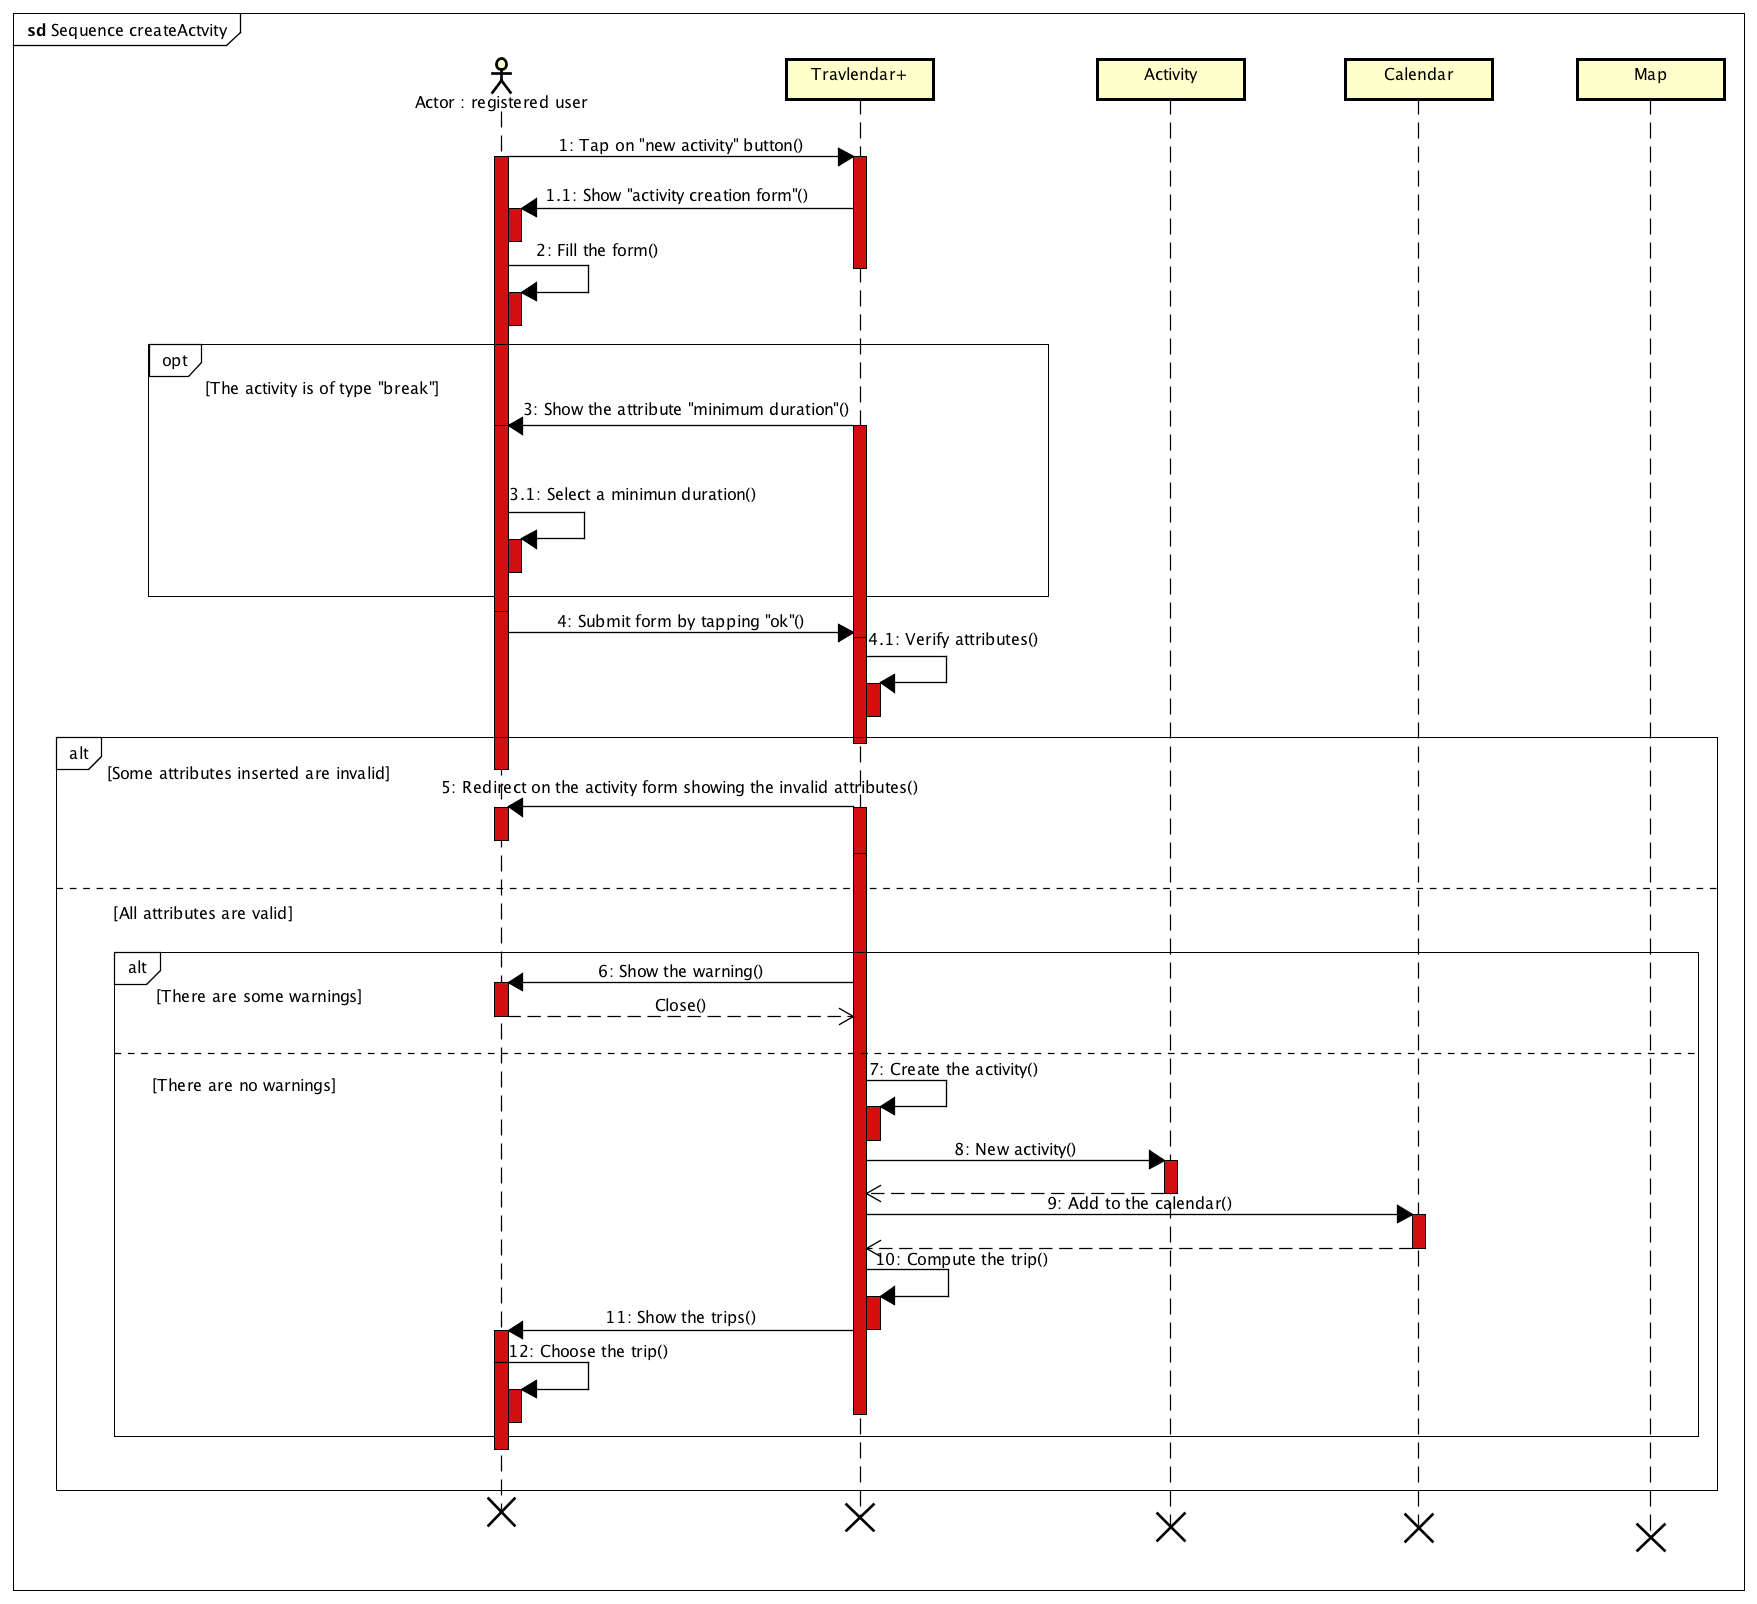 sd Sequence createActvity
Actor : registered user
Travlendar+
Activity
Calendar
Map
1: Tap on "new activity" button()
1.1: Show "activity creation form"()
2: Fill the form()
opt
[The activity is of type "break"]
3: Show the attribute "minimum duration"()
3.1: Select a minimun duration()
4: Submit form by tapping "ok"()
4.1: Verify attributes()
alt
[Some attributes inserted are invalid]
5: Redirect on the activity form showing the invalid attributes()
[All attributes are valid]
alt
6: Show the warning()
[There are some warnings]
Close()
7: Create the activity()
[There are no warnings]
8: New activity()
9: Add to the calendar()
10: Compute the trip()
11: Show the trips()
12: Choose the trip()